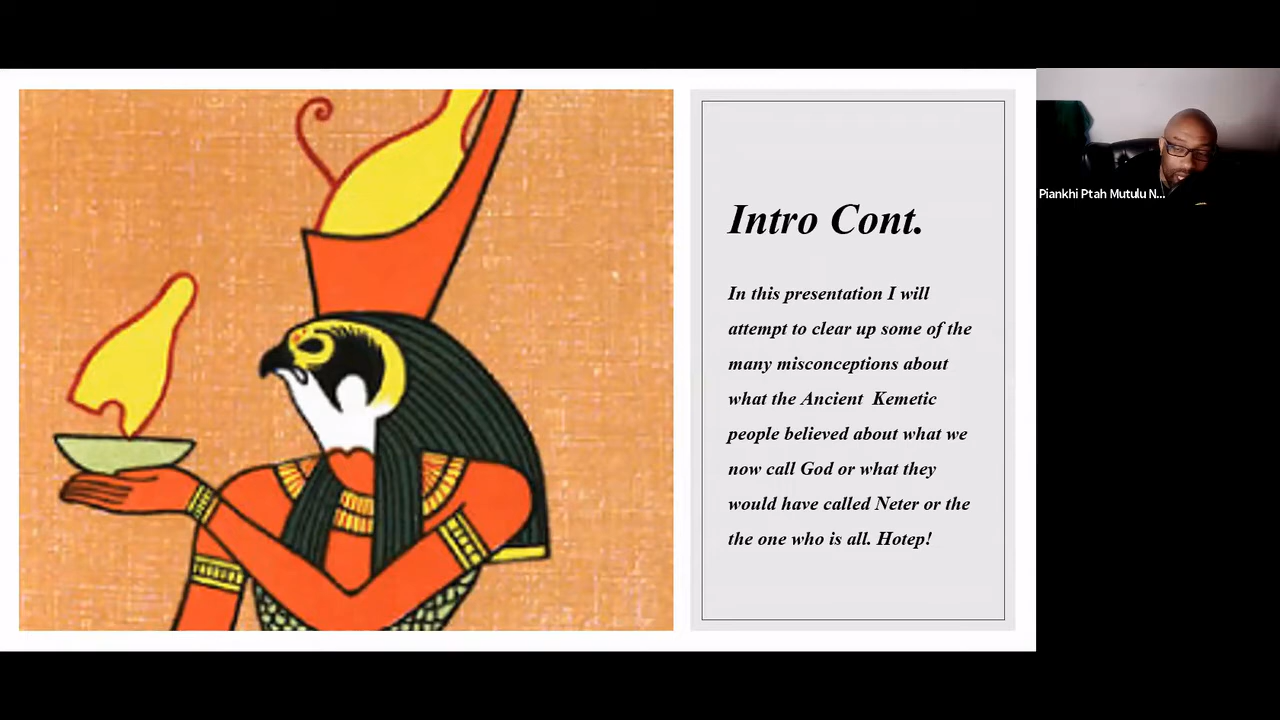 Intro Cont.
In this presentation I will
attempt to clear up some of the
many misconceptions about
what the Ancient Kemetic
people believed about what we
now call God or what they
would have called Neter or the
the one who is all. Hotep!
Piankhi Ptah Mutulu N...